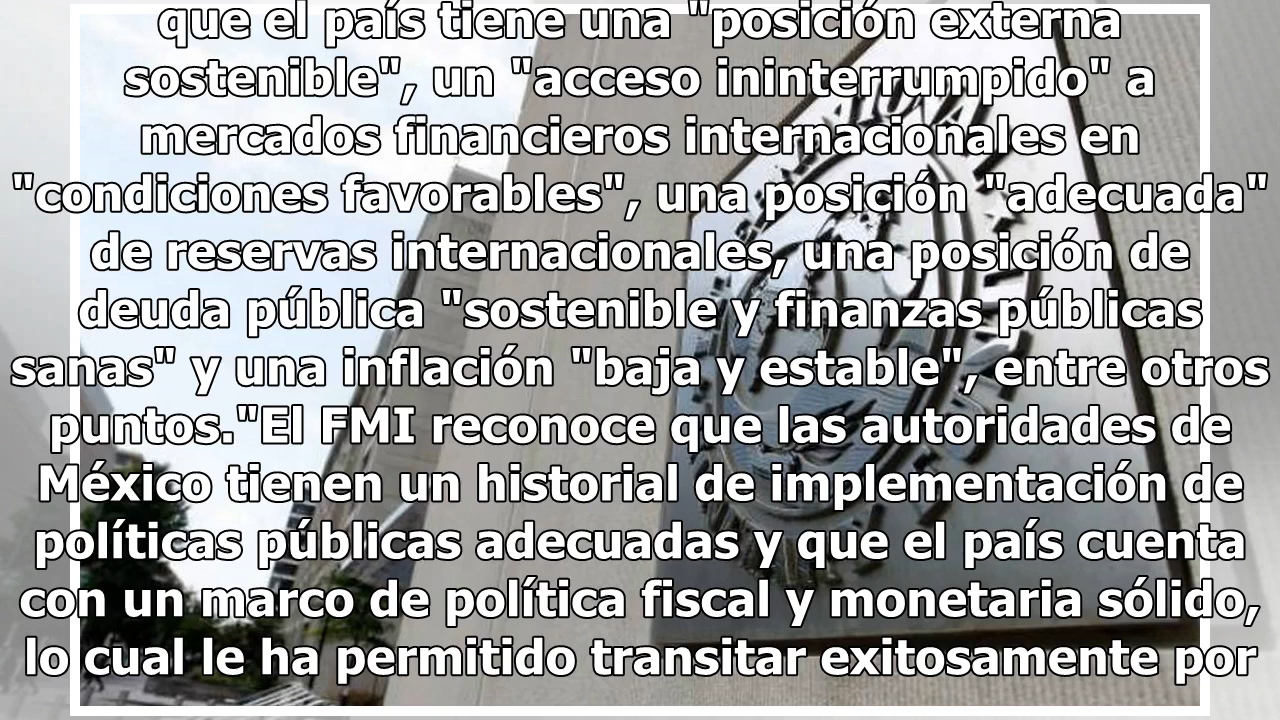 que el país tiene una "posición externa
sostenible", un "acceso ininterrumpido" a
mercados financieros internacionales en
"condiciones favorables", una posición "adecuada"
de reservas internacionales, una posición de
deuda pública "sostenible y finanzas públicas
sanas" y una inflación "baja y estable", entre otros
puntos."El FMI reconoce que las autoridades de
México tienen un historial de implementación de
políticas públicas adecuadas y que el país cuenta
con un marco de política fiscal y monetaria sólido,
lo cual le ha permitido transitar exitosamente por